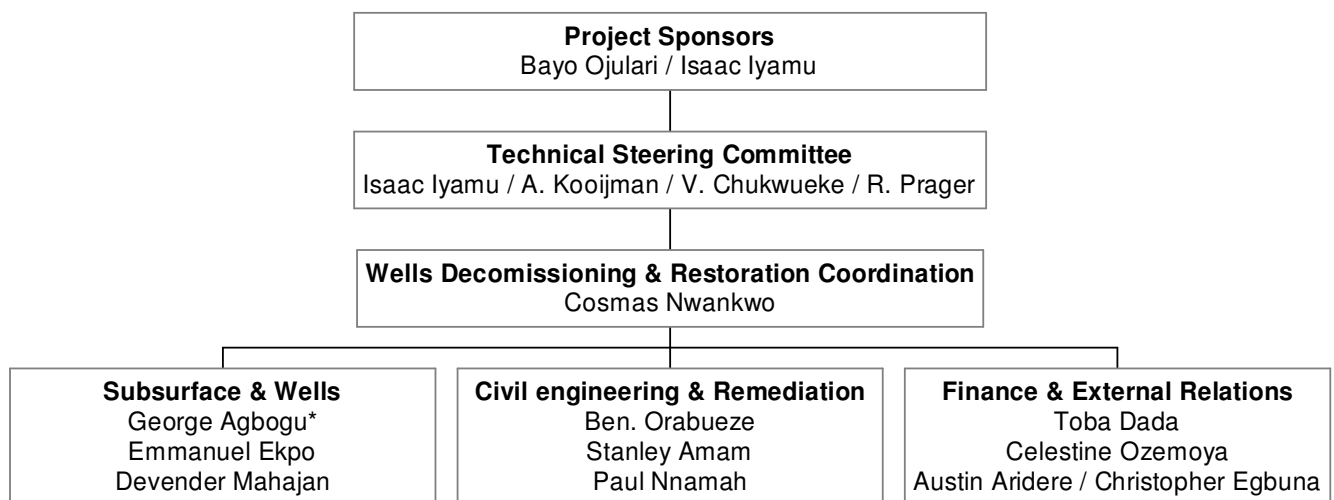 Project Sponsors
Bayo Ojulari / Isaac Iyamu
Technical Steering Committee
Isaac Iyamu / A. Kooijman / V. Chukwueke / R. Prager
Wells Decomissioning & Restoration Coordination
Cosmas Nwankwo
Subsurface & Wells
George Agbogu*
Emmanuel Ekpo
Devender Mahajan
Civil engineering & Remediation
Ben. Orabueze
Stanley Amam
Paul Nnamah
Finance & External Relations
Toba Dada
Celestine Ozemoya
Austin Aridere / Christopher Egbuna